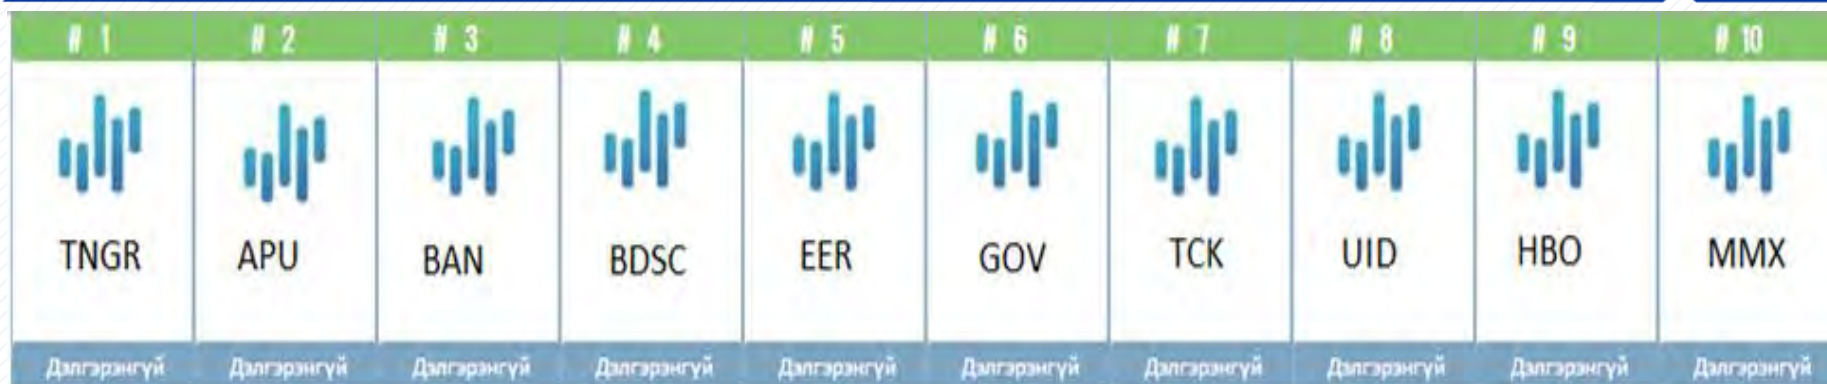 # 1 # 2 # 3 # 4 # 5 # 6 # 7 # 8 # 9 # 10
TNGR APU BAN BDSC EER GOV TCK UID HBO MMX
Дэлгэрэнгүй Дэлгэрэнгүй Дэлгэрэнгүй Дэлгэрэнгүй Дэлгэрэнгүй Дэлгэрэнгүй Дэлгэрэнгүй Дэлгэрэнгүй Дэлгэрэнгүй Дэлгэрэнгүй